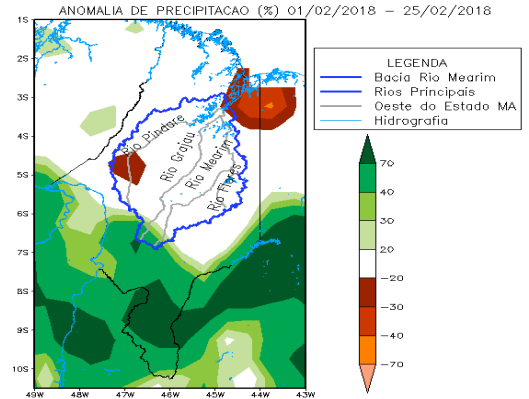 ANOMALIA DE PRECIPITACAO (%) 01/02/2018 - 25/02/2018
1S
2S
3S
4S
5S
6S
7S
8S
9S
10S
49W 48W 47W 46W 45W 44W 43W
Rio Pindare
Rio Grajau
Rio Mearim
Rio Flores
LEGENDA
Bacia Rio Mearim
Rios Principais
Oeste do Estado MA
Hidrografia
70
40
30
20
-20
-30
-40
-70